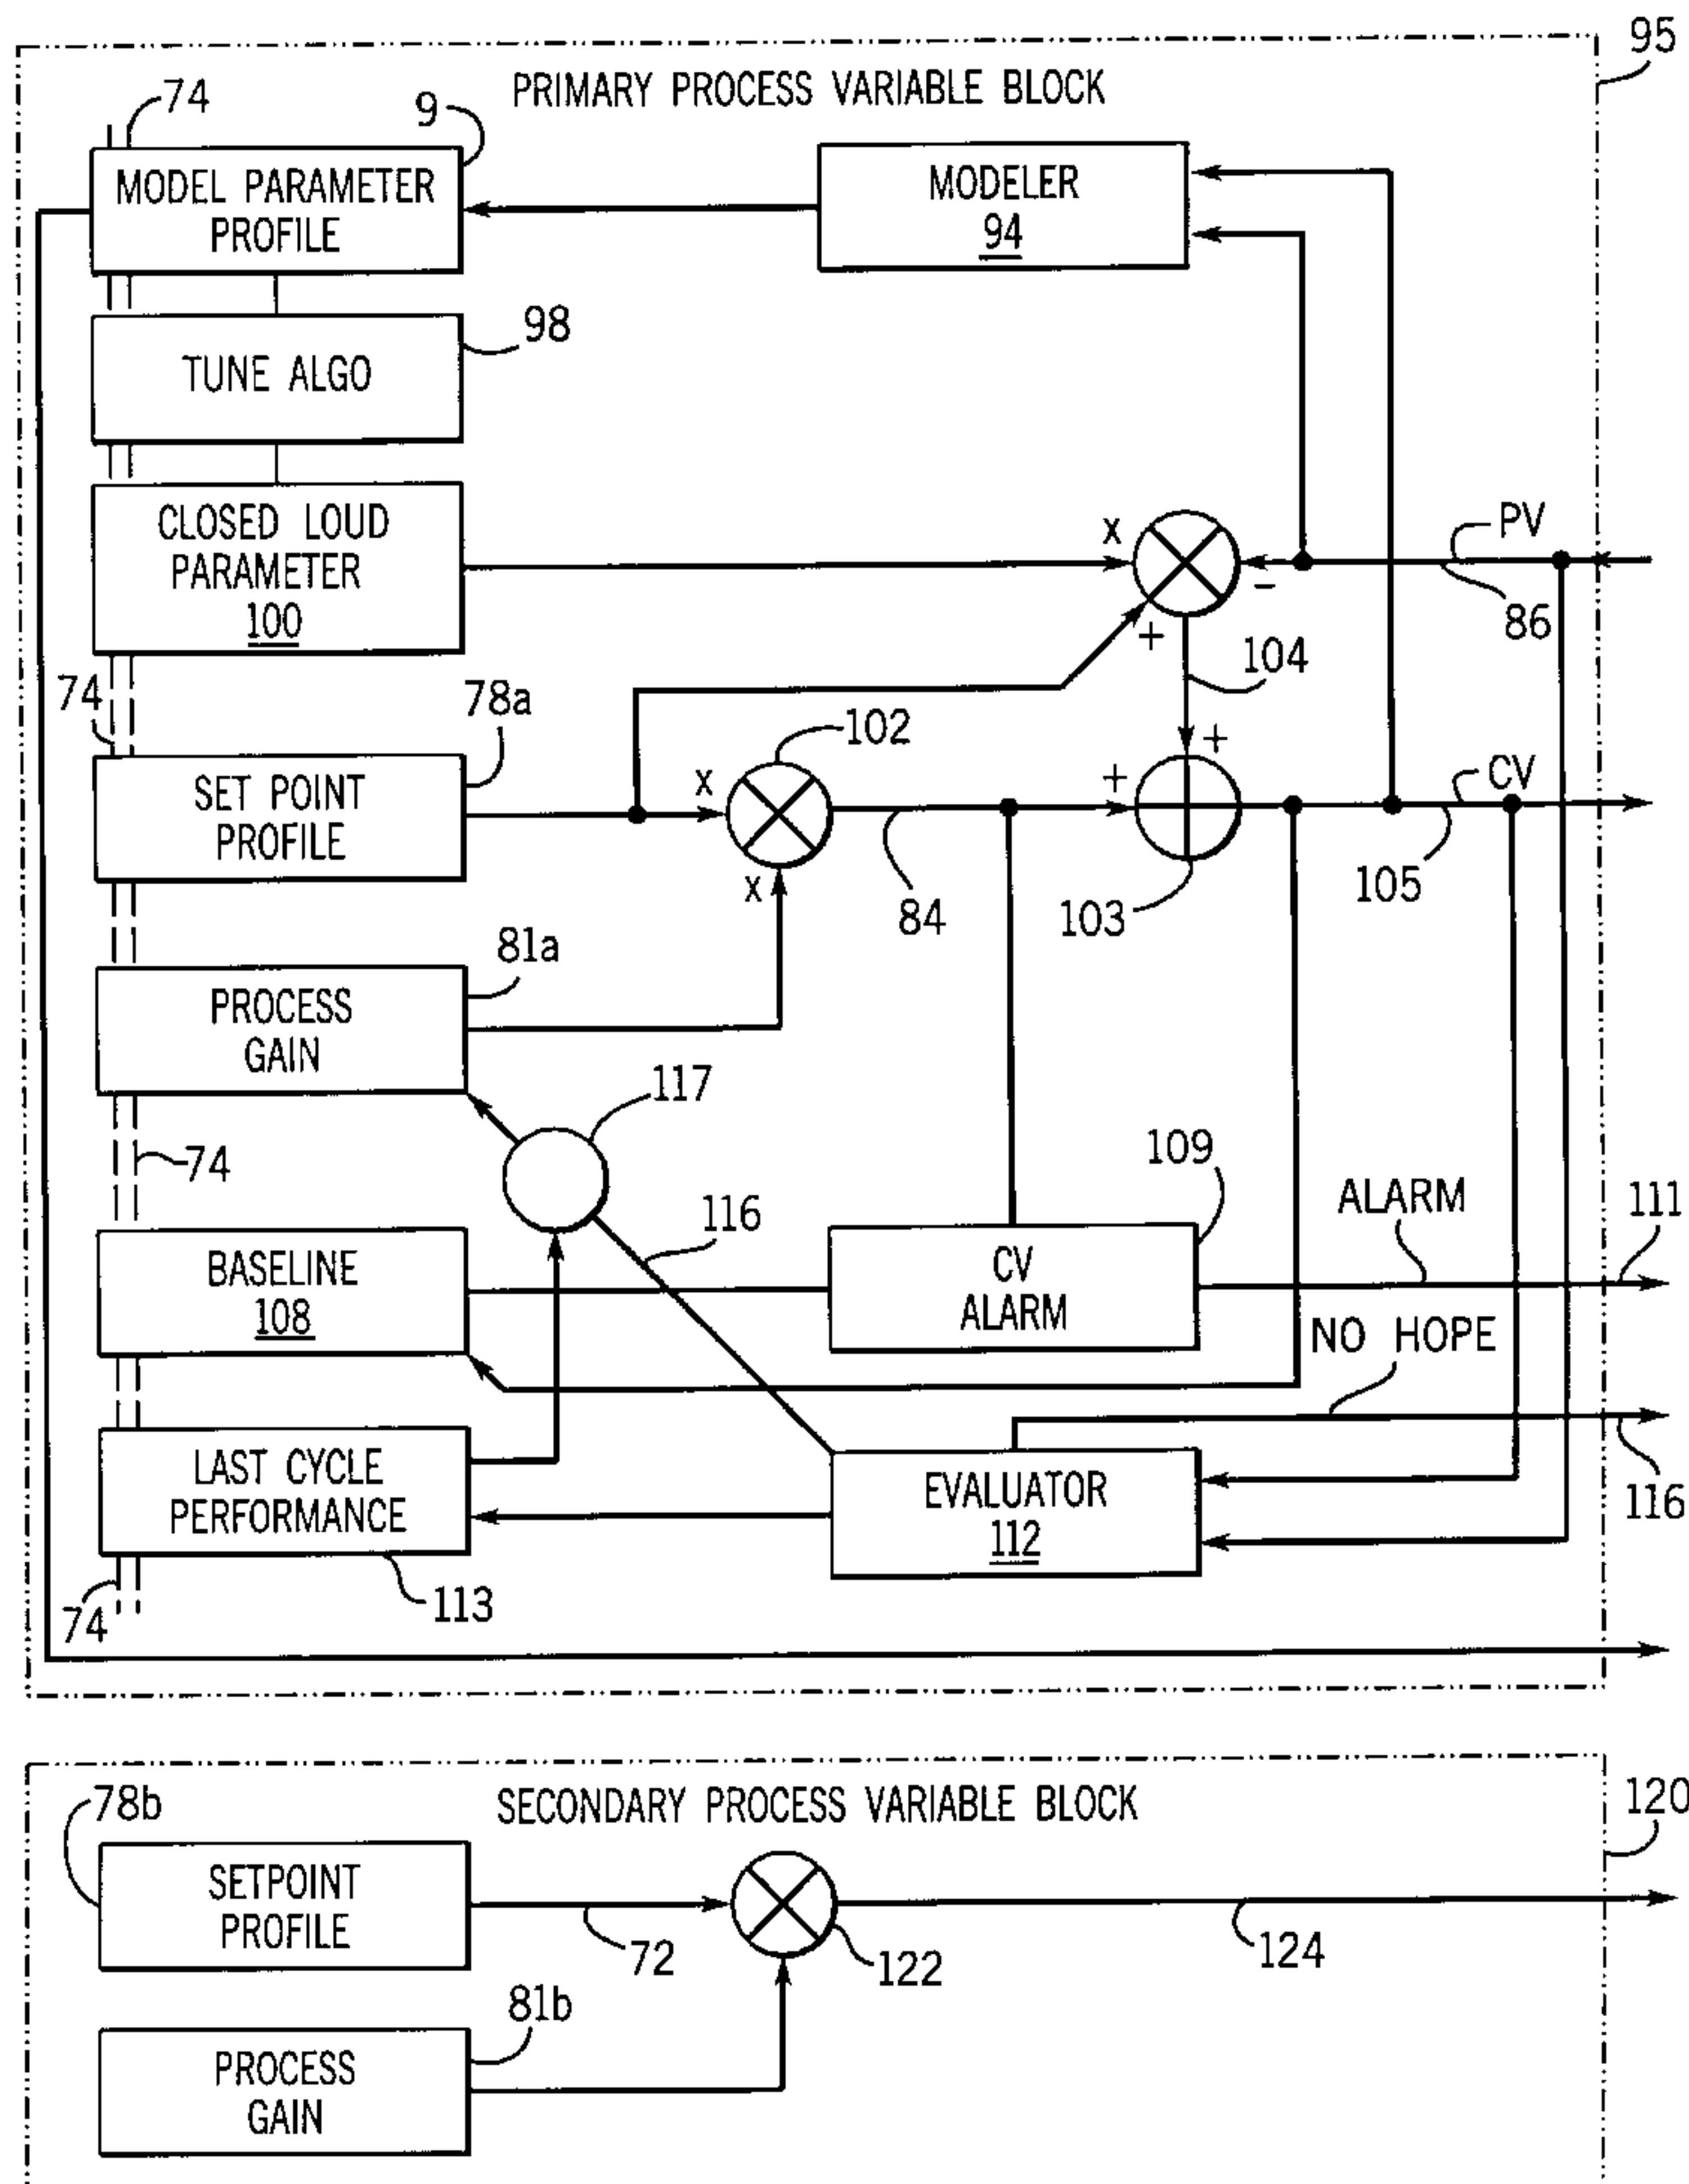 95
PRIMARY PROCESS VARIABLE BLOCK
74
9
MODEL PARAMETER
PROFILE
MODELER
94
98
TUNE ALGO
CLOSED LOUD
PARAMETER
100
X
PV
-
86
+
104
74
78a
102
+
SET POINT
PROFILE
X
+
CV
X
84
103
105
81a
PROCESS
GAIN
117
74
109
116
ALARM
111
BASELINE
108
CV
ALARM
NO HOPE
LAST CYCLE
PERFORMANCE
EVALUATOR
112
116
74
113
78b
SECONDARY PROCESS VARIABLE BLOCK
120
SETPOINT
PROFILE
72
122
124
81b
PROCESS
GAIN